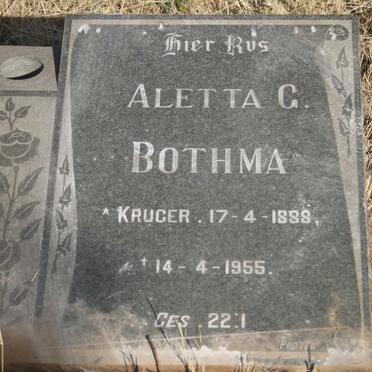 Hier Rus
ALETTA G.
BOTHMA
* KRUGER. 17-4-1888.
† 14-4-1955.
GES. 22:1